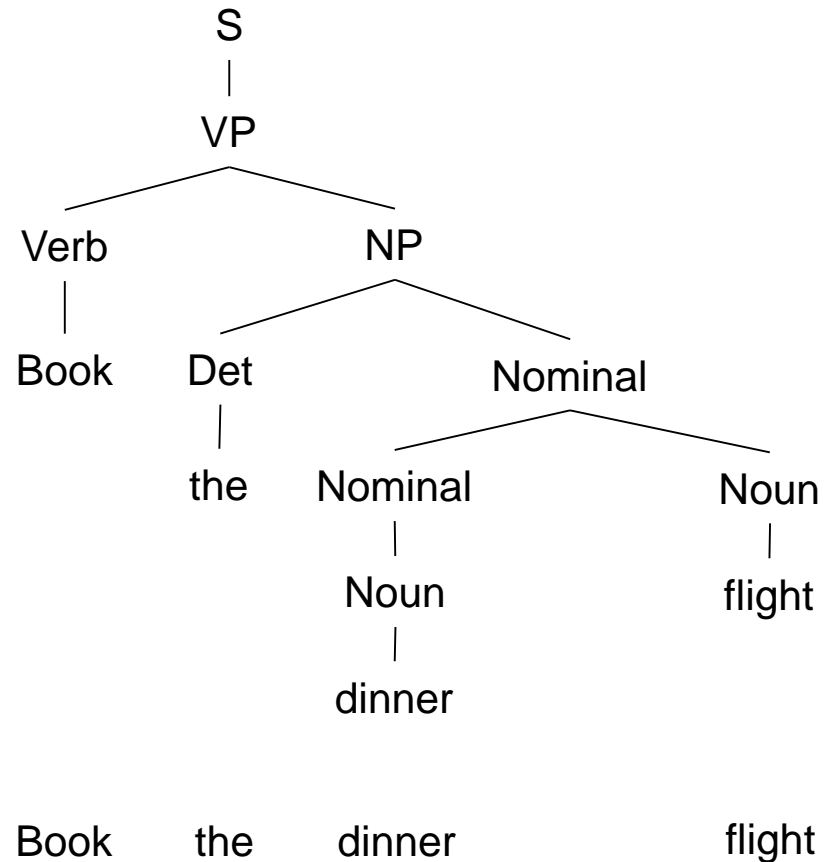 S
VP
Verb NP
Book Det Nominal
the Nominal Noun
Noun flight
dinner
Book the dinner flight